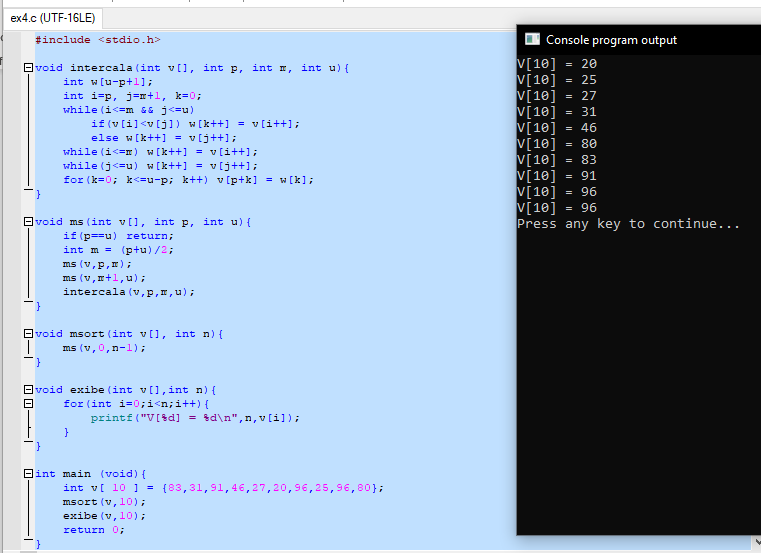 ex4.c (UTF-16LE)
#include <stdio.h>
void intercala(int v[], int p, int m, int u){
int w[u-p+1];
int i=p, j=m+1, k=0;
while(i<=m && j<=u)
if(v[i]<v[j]) w[k++] = v[i++];
else w[k++] = v[j++];
while(i<=m) w[k++] = v[i++];
while(j<=u) w[k++] = v[j++];
for(k=0; k<=u-p; k++) v[p+k] = w[k];
}
void ms(int v[], int p, int u){
if(p==u) return;
int m = (p+u)/2;
ms(v,p,m);
ms(v,m+1,u);
intercala(v,p,m,u);
}
void msort(int v[], int n){
ms(v,0,n-1);
}
void exibe(int v[],int n){
for(int i=0;i<n;i++){
printf("V[%d] = %d\n",n,v[i]);
}
}
int main (void){
int v[ 10 ] = {83,31,91,46,27,20,96,25,96,80};
msort(v,10);
exibe(v,10);
return 0;
}
Console program output
V[10] = 20
V[10] = 25
V[10] = 27
V[10] = 31
V[10] = 46
V[10] = 80
V[10] = 83
V[10] = 91
V[10] = 96
V[10] = 96
Press any key to continue...